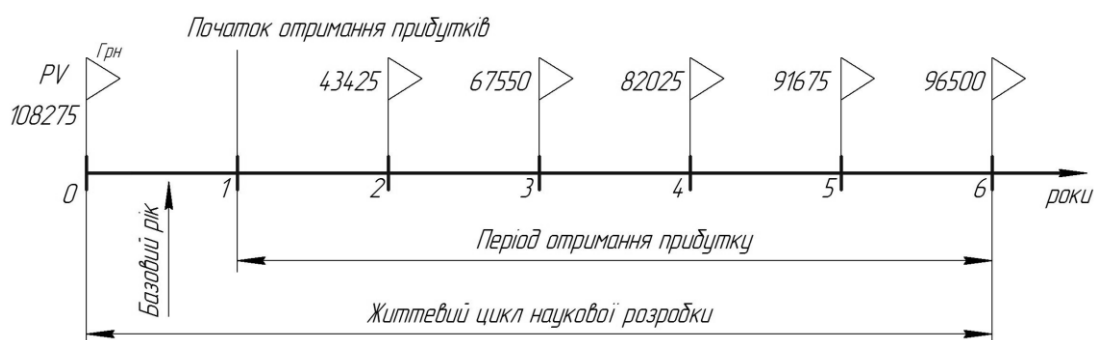 Початок отримання прибутків
Грн
PV
108275
43425
67550
82025
91675
96500
0
1
2
3
4
5
6
роки
Базовий рік
Період отримання прибутку
Життєвий цикл наукової розробки